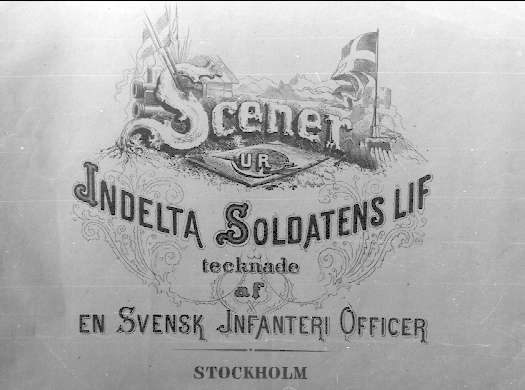 Scener
UR
INDELTA SOLDATENS LIF
tecknade
af
EN SVENSK INFANTERI OFFICER
STOCKHOLM